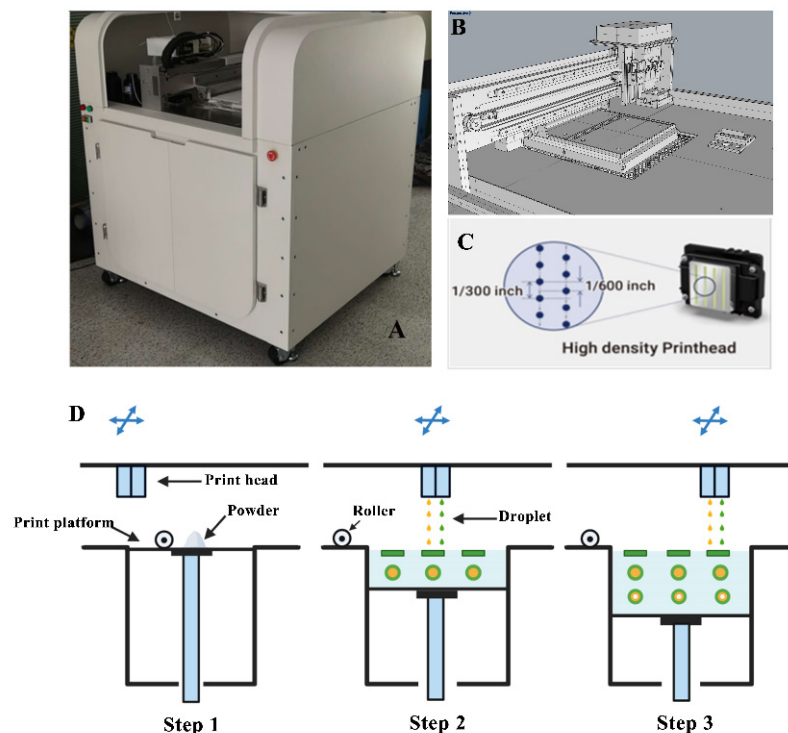 A
B
C
1/300 inch
1/600 inch
High density Printhead
D
Print head
Print platform
Powder
Roller
Droplet
Step 1
Step 2
Step 3